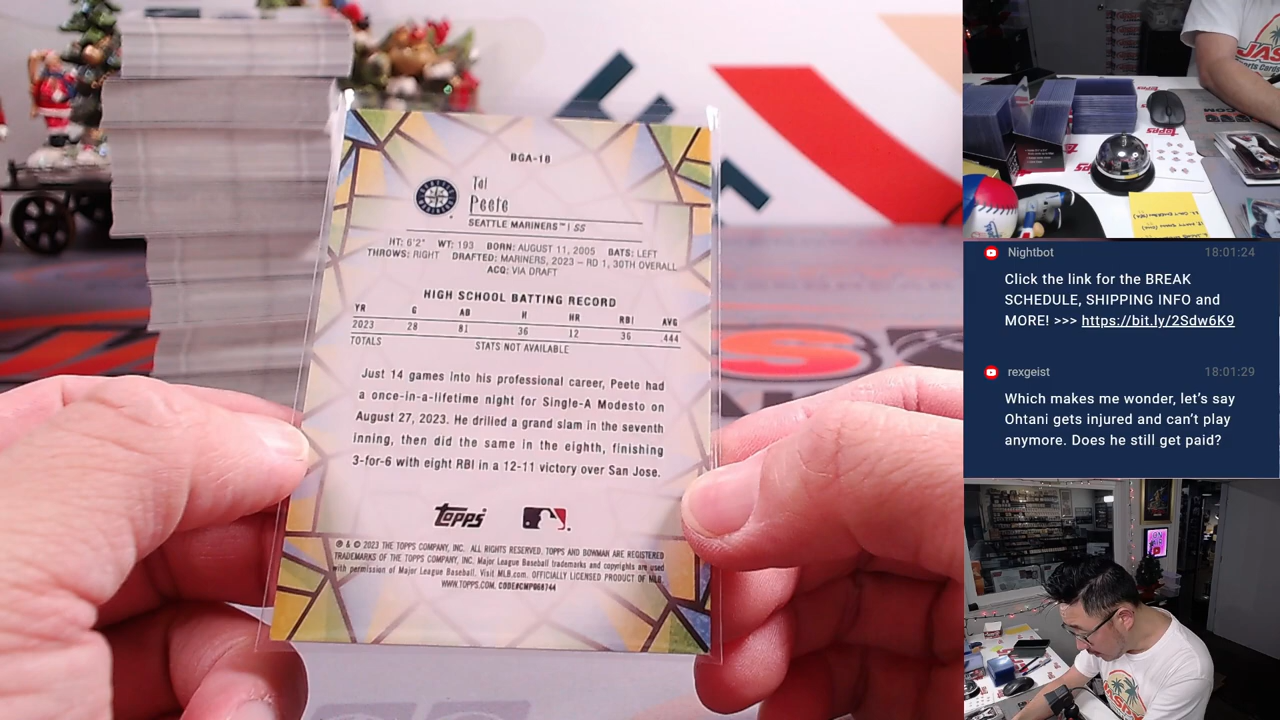 BGA-18
Tai
Peete
SEATTLE MARINERS™ | SS
HT: 6'2" WT: 193 BORN: AUGUST 11, 2005 BATS: LEFT
THROWS: RIGHT DRAFTED: MARINERS, 2023 – RD 1, 30TH OVERALL
ACQ: VIA DRAFT
HIGH SCHOOL BATTING RECORD
YR G AB H HR RBI AVG
2023 28 81 36 12 36 .444
TOTALS STATS NOT AVAILABLE
Just 14 games into his professional career, Peete had
a once-in-a-lifetime night for Single-A Modesto on
August 27, 2023. He drilled a grand slam in the seventh
inning, then did the same in the eighth, finishing
3-for-6 with eight RBI in a 12-11 victory over San Jose.
Topps
® & © 2023 THE TOPPS COMPANY, INC. ALL RIGHTS RESERVED. TOPPS AND BOWMAN ARE REGISTERED
TRADEMARKS OF THE TOPPS COMPANY, INC. Major League Baseball trademarks and copyrights are used
with permission of Major League Baseball. Visit MLB.com. OFFICIALLY LICENSED PRODUCT OF MLB.
WWW.TOPPS.COM. CODE#CMP068744
Nightbot 18:01:24
Click the link for the BREAK
SCHEDULE, SHIPPING INFO and
MORE! >>> https://bit.ly/2Sdw6K9
rexgeist 18:01:29
Which makes me wonder, let's say
Ohtani gets injured and can't play
anymore. Does he still get paid?
JAS
Topps